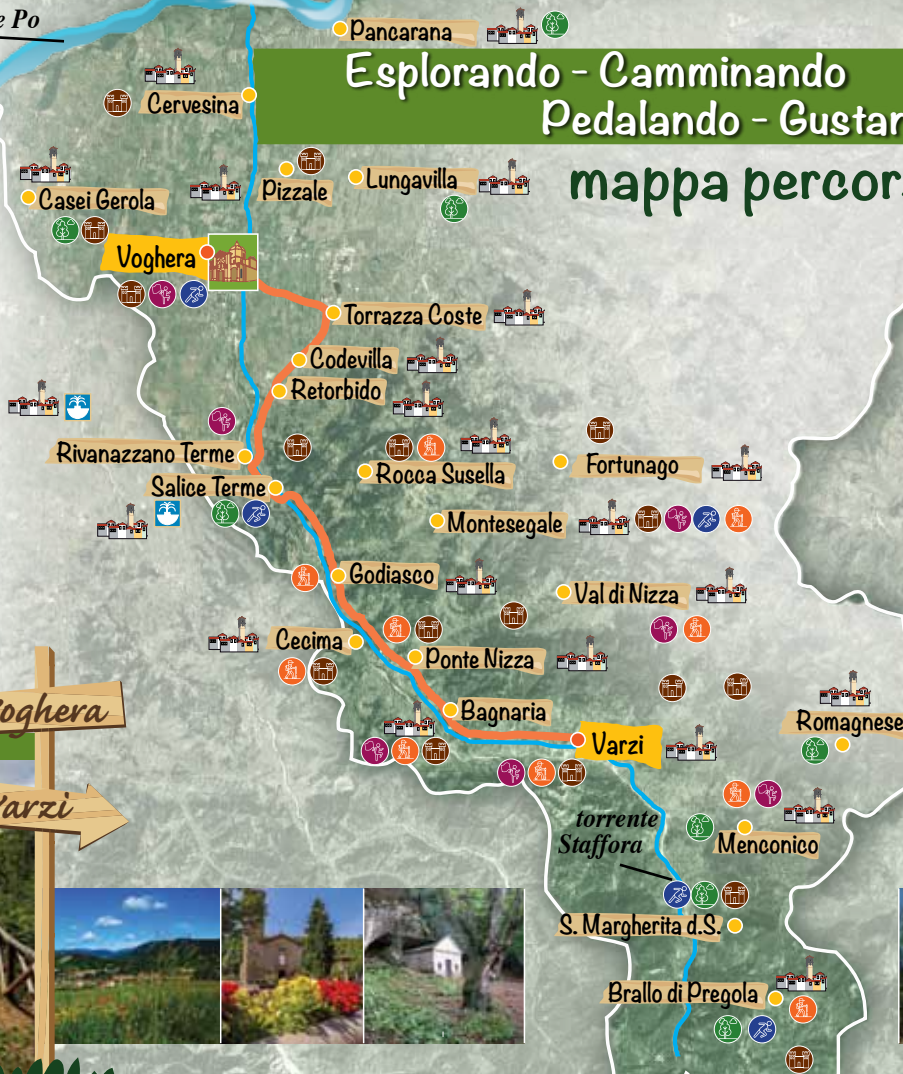 Po
Pancarana
Esplorando - Camminando
Pedalando - Gustan
mappa percor
Cervesina
Pizzale
Lungavilla
Casei Gerola
Voghera
Torrazza Coste
Codevilla
Retorbido
Rivanazzano Terme
Rocca Susella
Fortunago
Salice Terme
Montesegale
Godiasco
Val di Nizza
Cecima
Ponte Nizza
Bagnaria
Varzi
Romagnese
oghera
arzi
torrente
Staffora
Menconico
S. Margherita d.S.
Brallo di Pregola